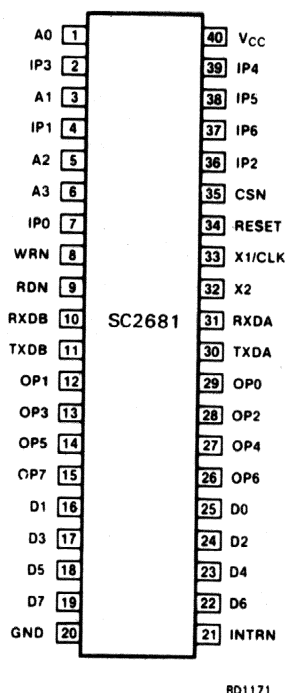 A0 1 40 VCC
IP3 2 39 IP4
A1 3 38 IP5
IP1 4 37 IP6
A2 5 36 IP2
A3 6 35 CSN
IP0 7 34 RESET
WRN 8 33 X1/CLK
RDN 9 32 X2
RXDB 10 SC2681 31 RXDA
TXDB 11 30 TXDA
OP1 12 29 OP0
OP3 13 28 OP2
OP5 14 27 OP4
OP7 15 26 OP6
D1 16 25 D0
D3 17 24 D2
D5 18 23 D4
D7 19 22 D6
GND 20 21 INTRN
BD1171